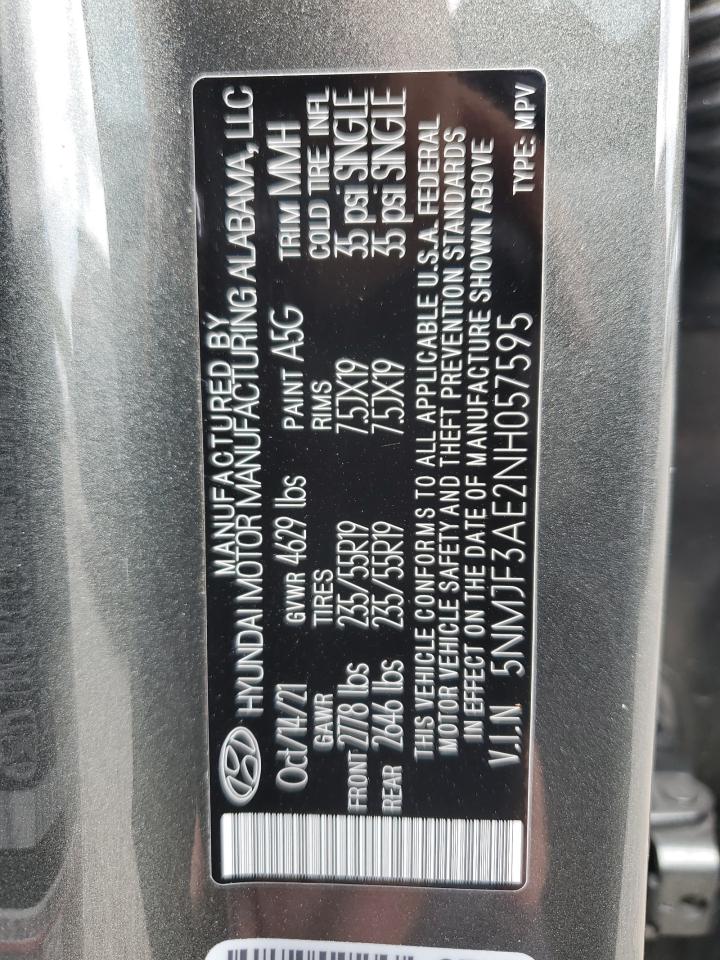 MANUFACTURED BY
HYUNDAI MOTOR MANUFACTURING ALABAMA, LLC
Oct/14/21 GVWR 4629 lbs PAINT A5G TRIM MMH
GAWR TIRES RIMS COLD TIRE INFL
FRONT 2778 lbs 235/55R19 7.5JX19 35 psi SINGLE
REAR 2646 lbs 235/55R19 7.5JX19 35 psi SINGLE
THIS VEHICLE CONFORMS TO ALL APPLICABLE U.S.A. FEDERAL
MOTOR VEHICLE SAFETY AND THEFT PREVENTION STANDARDS
IN EFFECT ON THE DATE OF MANUFACTURE SHOWN ABOVE
V.I.N 5NMJF3AE2NH057595 TYPE: MPV